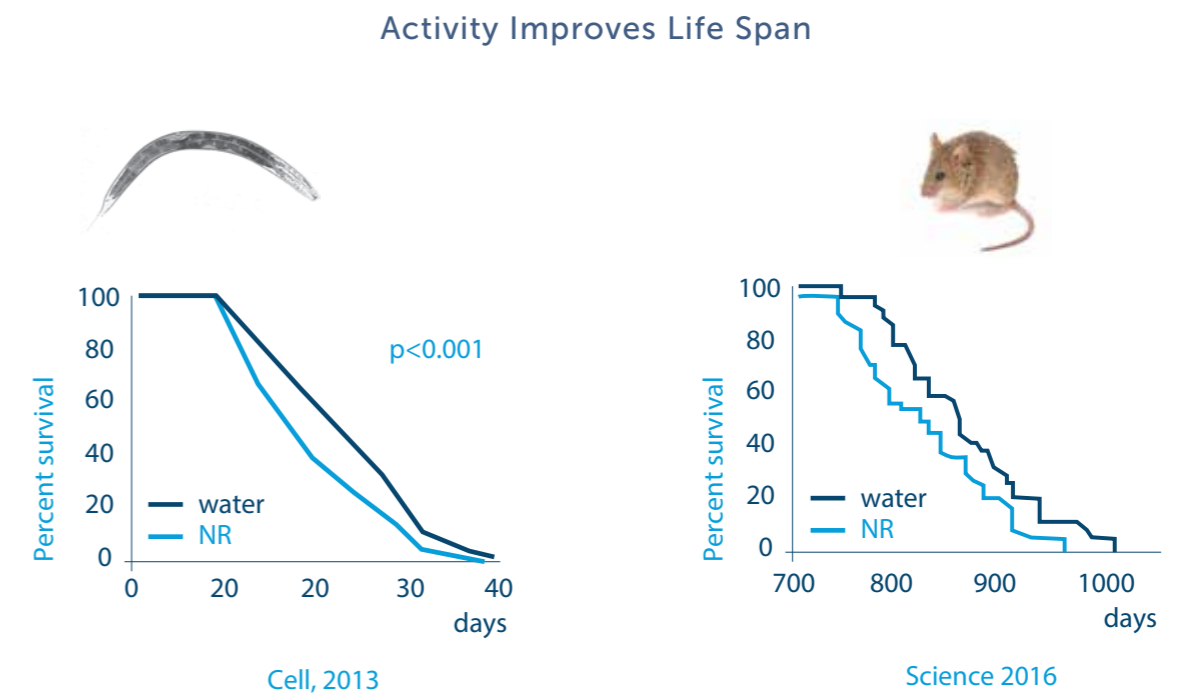 Activity Improves Life Span
Percent survival
100
80
60
40
20
0
p<0.001
water
NR
0 20 20 30 40
days
Cell, 2013
Percent survival
100
80
60
40
20
0
water
NR
700 800 900 1000
days
Science 2016